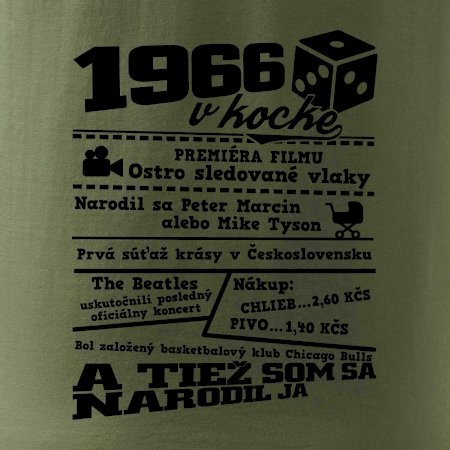 1966
v kocke
PREMIÉRA FILMU
Ostro sledované vlaky
Narodil sa Peter Marcin
alebo Mike Tyson
Prvá súťaž krásy v Československu
The Beatles
uskutočnili posledný
oficiálny koncert
Nákup:
CHLIEB...2,60 KČS
PIVO...1,40 KČS
Bol založený basketbalový klub Chicago Bulls
A TIEŽ SOM SA
NARODIL JA